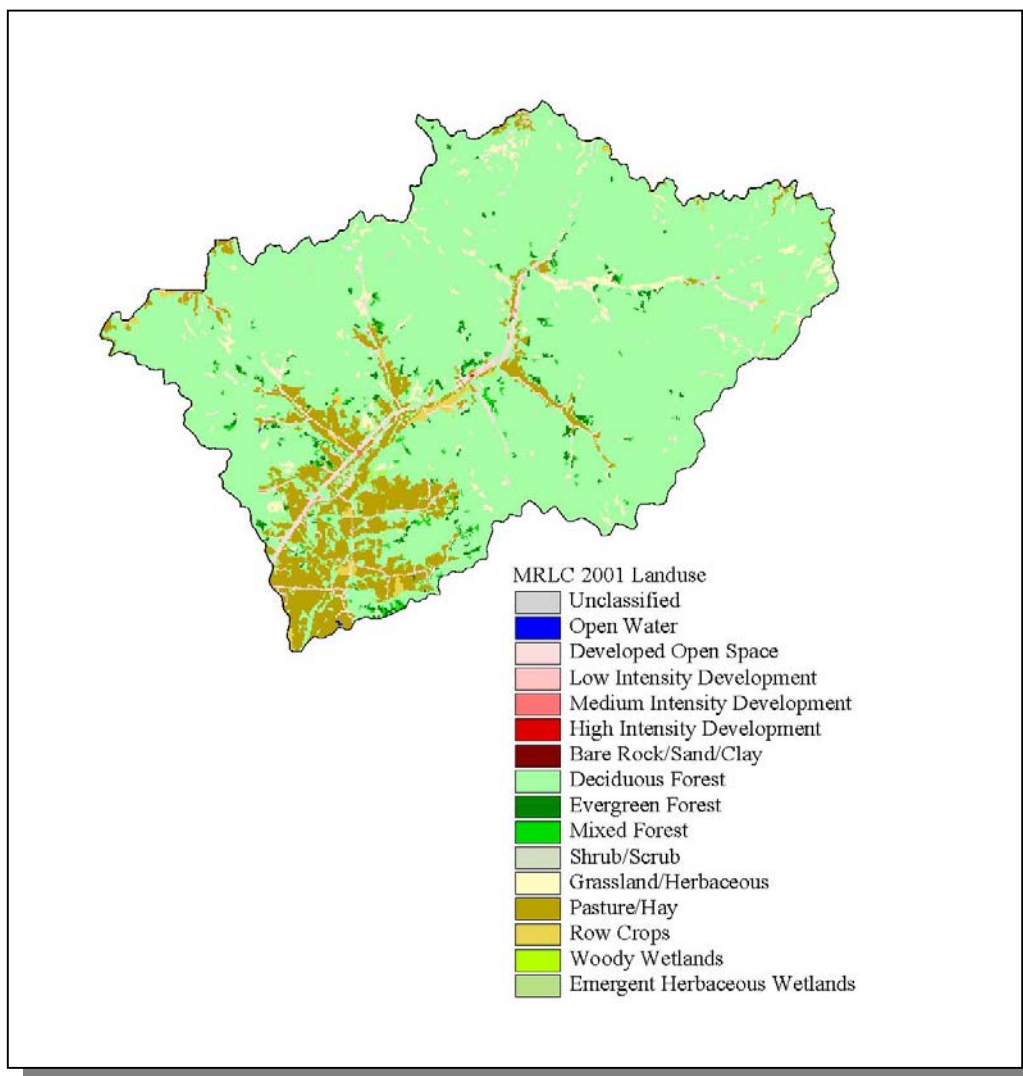 MRLC 2001 Landuse
Unclassified
Open Water
Developed Open Space
Low Intensity Development
Medium Intensity Development
High Intensity Development
Bare Rock/Sand/Clay
Deciduous Forest
Evergreen Forest
Mixed Forest
Shrub/Scrub
Grassland/Herbaceous
Pasture/Hay
Row Crops
Woody Wetlands
Emergent Herbaceous Wetlands